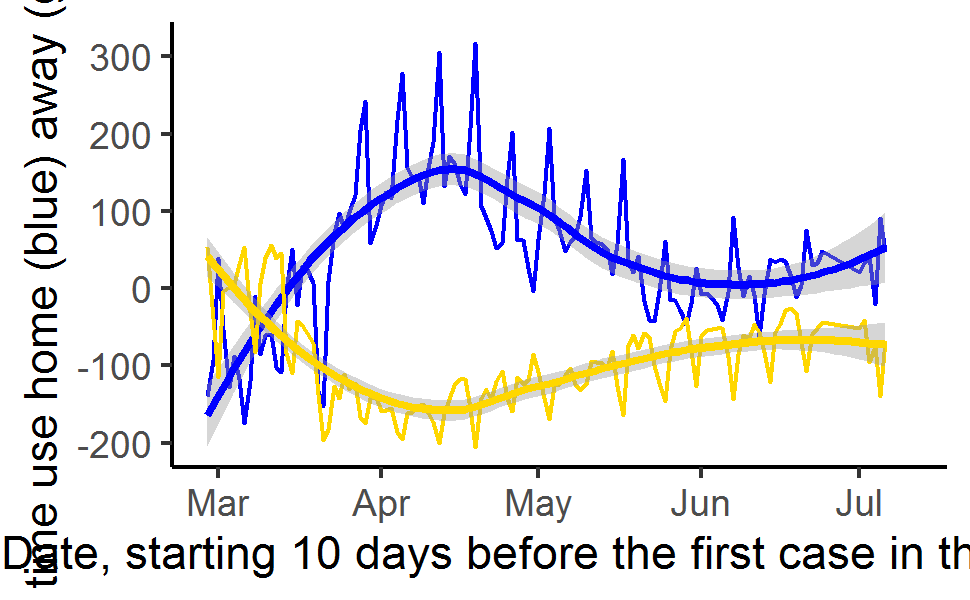 time use home (blue) away (
300
200
100
0
-100
-200
Mar Apr May Jun Jul
Date, starting 10 days before the first case in th